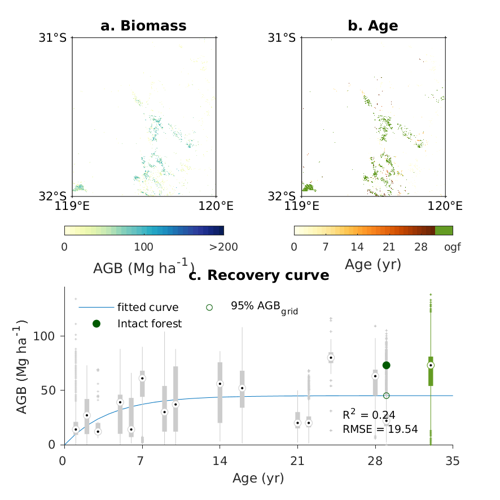 a. Biomass
b. Age
31°S
31°S
32°S
32°S
119°E
120°E
119°E
120°E
0
100
>200
0
7
14
21
28
31
ogf
AGB (Mg ha-1)
Age (yr)
c. Recovery curve
fitted curve
95% AGBgrid
Intact forest
100
50
0
AGB (Mg ha-1)
R2 = 0.24
RMSE = 19.54
0
7
14
21
28
35
Age (yr)